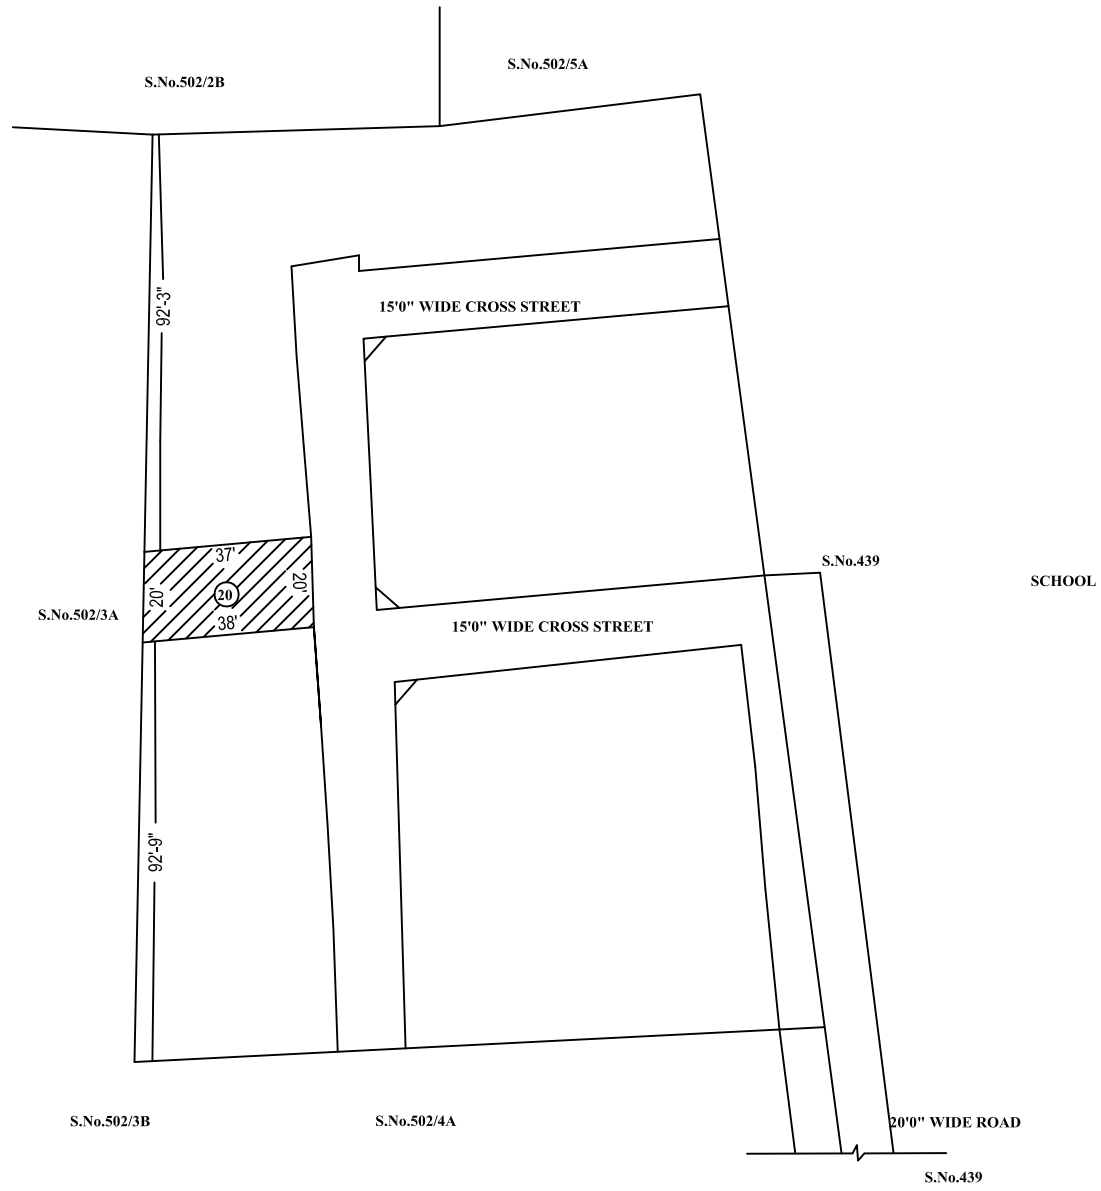 S.No.502/5A
S.No.502/2B
92'-3"
15'0" WIDE CROSS STREET
37'
S.No.439
SCHOOL
20'
20
20'
S.No.502/3A
38'
15'0" WIDE CROSS STREET
92'-9"
S.No.502/3B
S.No.502/4A
20'0" WIDE ROAD
S.No.439